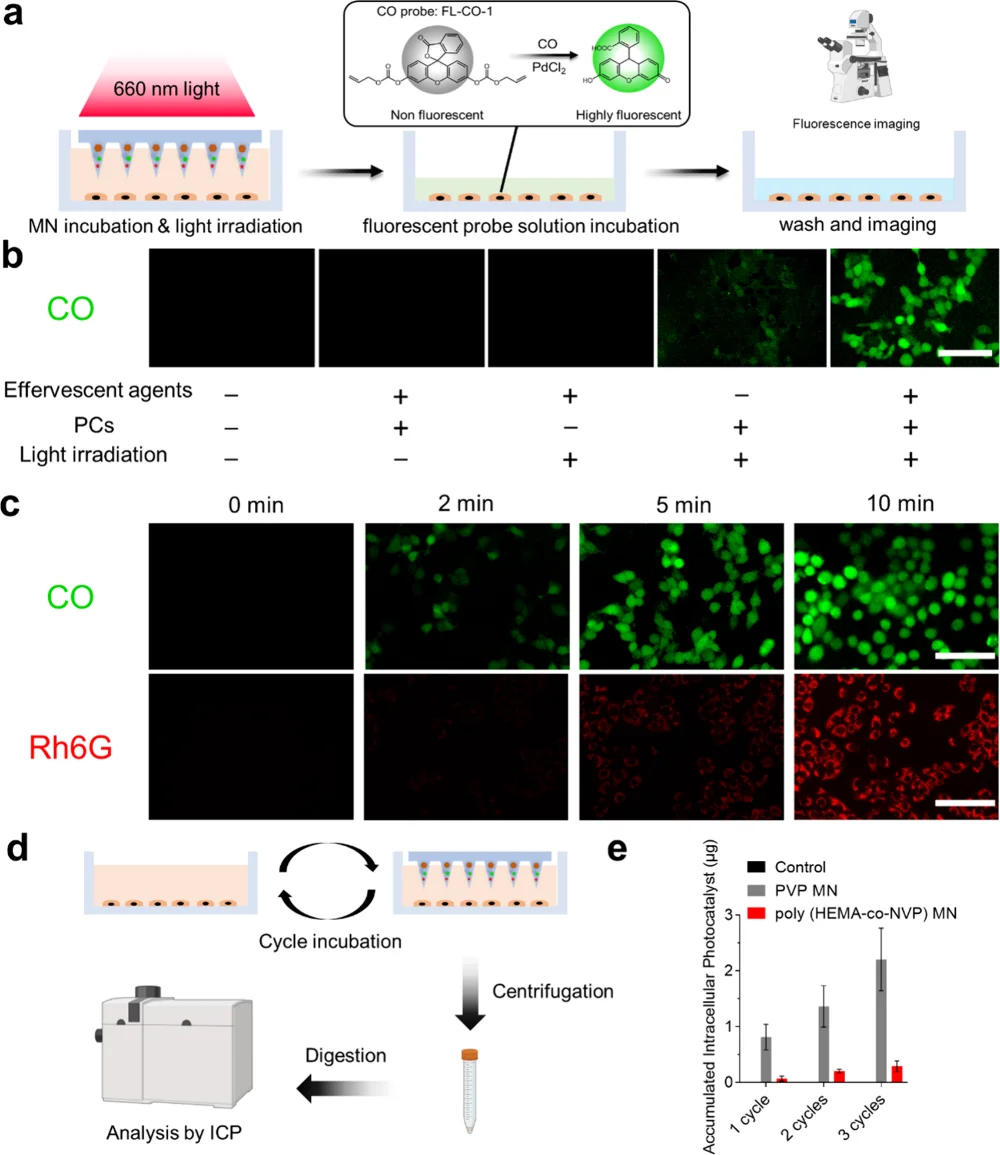 a
CO probe: FL-CO-1
660 nm light
CO
PdCl2
HOOC
HO
O
O
O
O
O
O
O
O
O
O
O
Non fluorescent
Highly fluorescent
Fluorescence imaging
MN incubation & light irradiation
fluorescent probe solution incubation
wash and imaging
b
CO
Effervescent agents − + + − +
PCs − + − + +
Light irradiation − − + + +
c
0 min 2 min 5 min 10 min
CO
Rh6G
d
Cycle incubation
Centrifugation
Digestion
Analysis by ICP
e
Accumulated Intracellular Photocatalyst (μg)
Control
PVP MN
poly (HEMA-co-NVP) MN
3
2
1
0
1 cycle
2 cycles
3 cycles